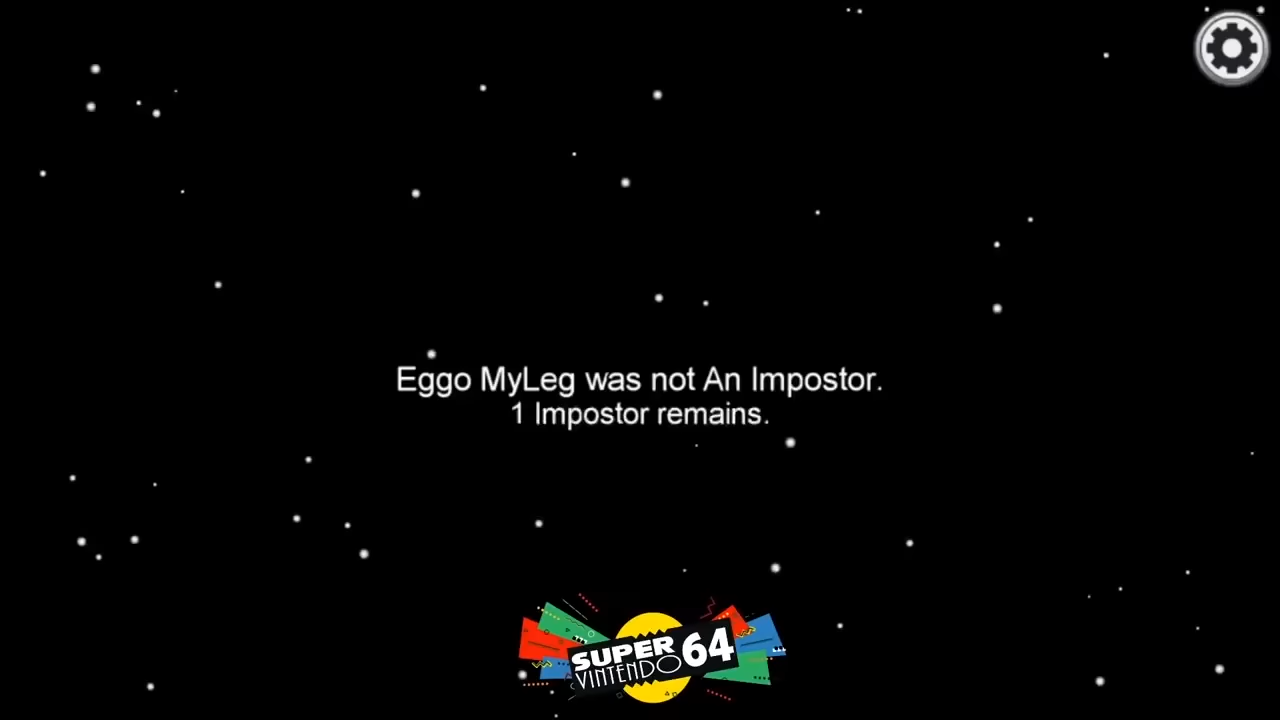 Eggo MyLeg was not An Impostor.
1 Impostor remains.
SUPER 64
VINTENDO